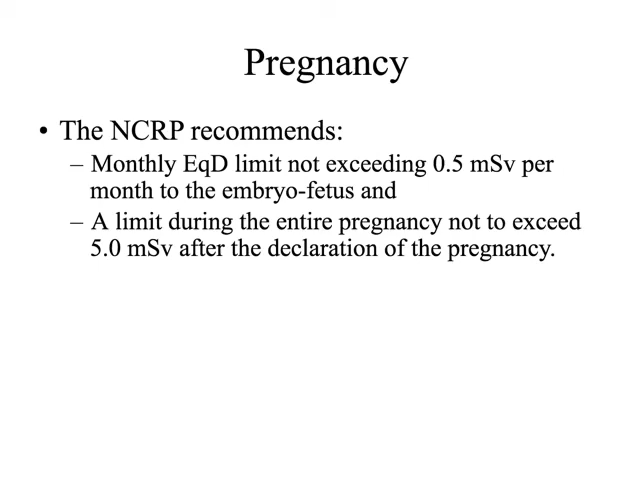 Pregnancy
• The NCRP recommends:
– Monthly EqD limit not exceeding 0.5 mSv per
month to the embryo-fetus and
– A limit during the entire pregnancy not to exceed
5.0 mSv after the declaration of the pregnancy.